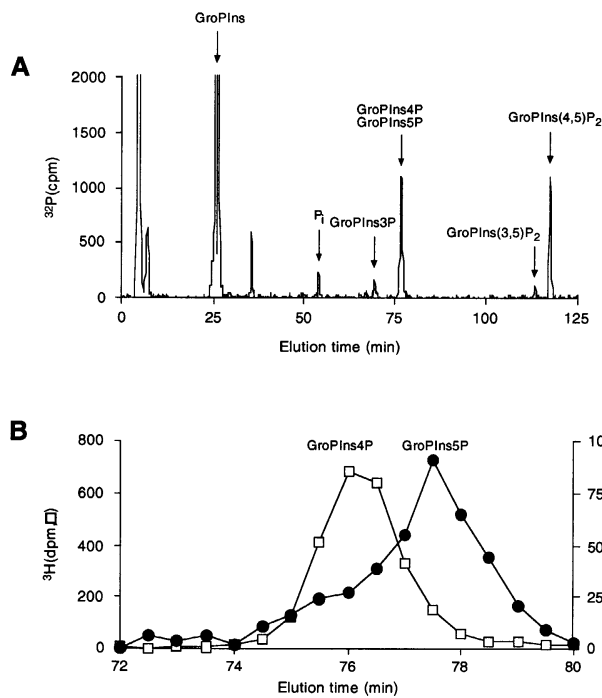 GroPIns
A
2000
1500
1000
500
0
³²P(cpm)
GroPIns4P
GroPIns5P
GroPIns(4,5)P₂
Pᵢ
GroPIns3P
GroPIns(3,5)P₂
0 25 50 75 100 125
Elution time (min)
B
GroPIns4P GroPIns5P
800
600
400
200
0
³H(dpm □)
10
75
50
25
0
72 74 76 78 80
Elution time (min)